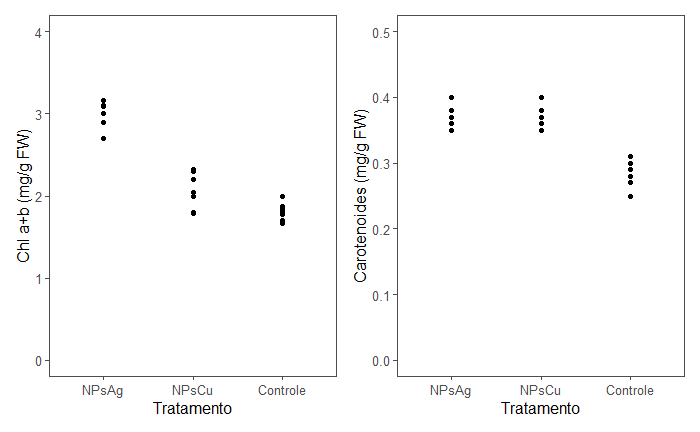 Chl a+b (mg/g FW)
4
3
2
1
0
NPsAg NPsCu Controle
Tratamento
Carotenoides (mg/g FW)
0.5
0.4
0.3
0.2
0.1
0.0
NPsAg NPsCu Controle
Tratamento